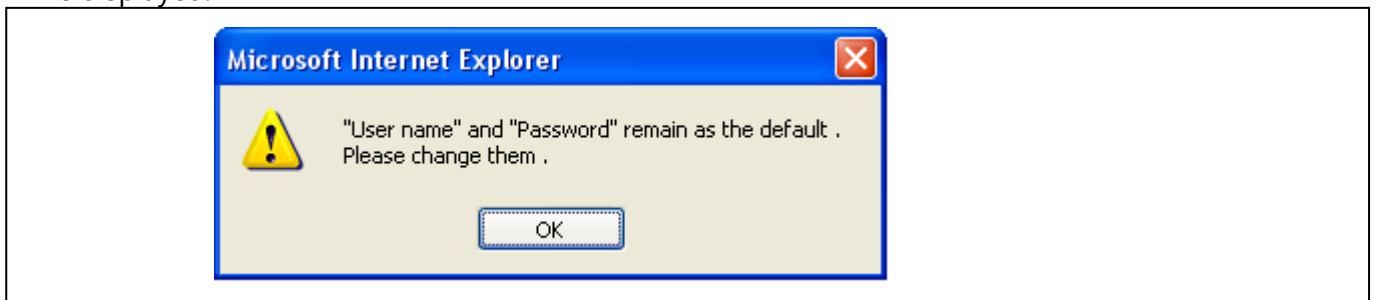 Microsoft Internet Explorer
"User name" and "Password" remain as the default .
Please change them .
OK